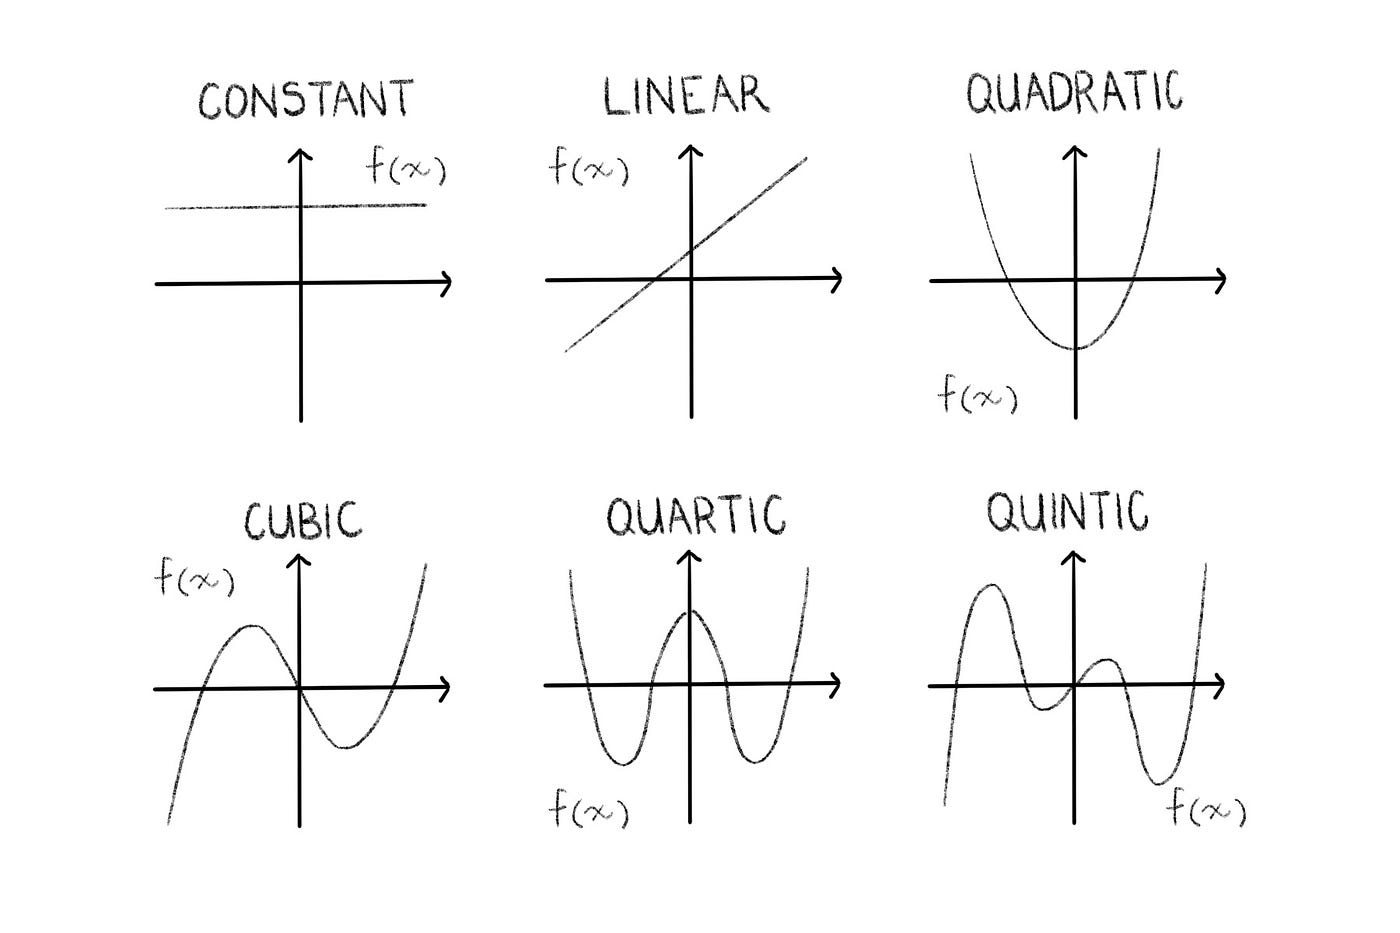 CONSTANT
f(x)
LINEAR
f(x)
QUADRATIC
f(x)
CUBIC
f(x)
QUARTIC
f(x)
QUINTIC
f(x)